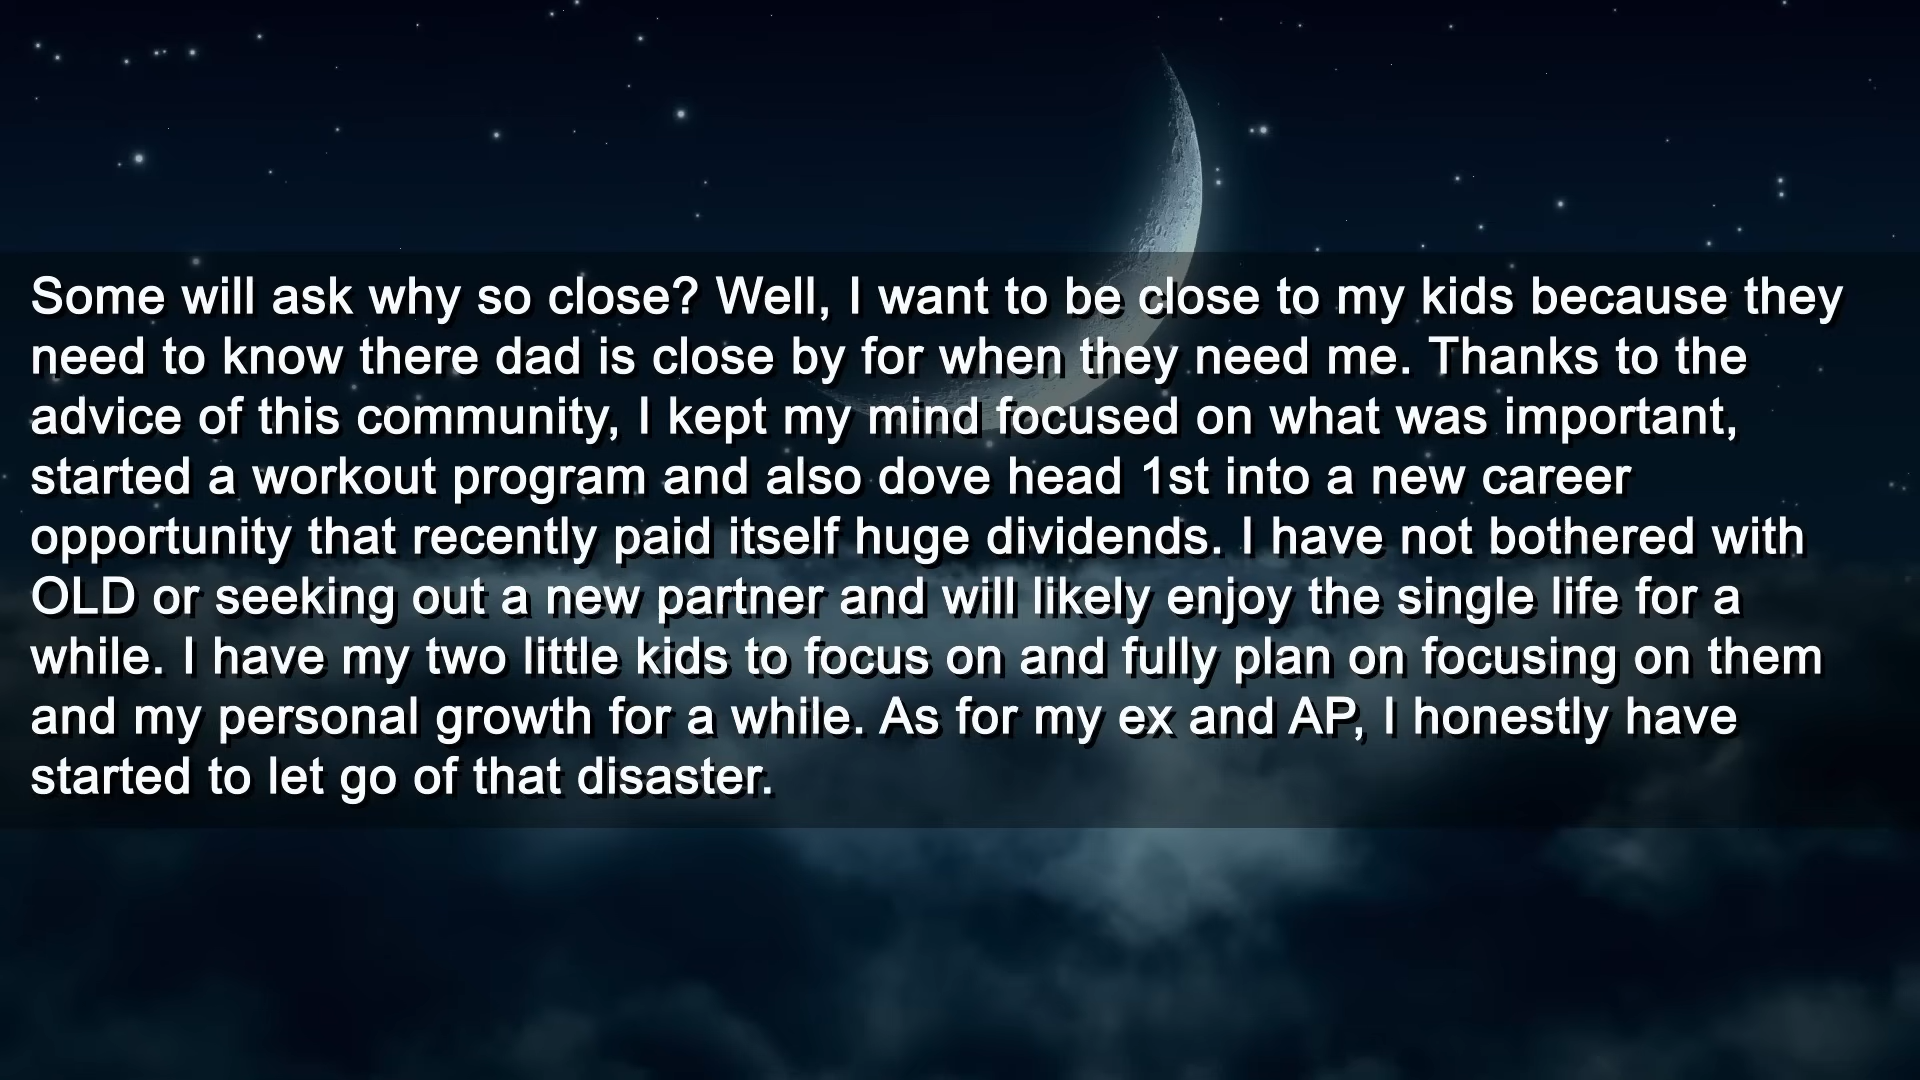 Some will ask why so close? Well, I want to be close to my kids because they
need to know there dad is close by for when they need me. Thanks to the
advice of this community, I kept my mind focused on what was important,
started a workout program and also dove head 1st into a new career
opportunity that recently paid itself huge dividends. I have not bothered with
OLD or seeking out a new partner and will likely enjoy the single life for a
while. I have my two little kids to focus on and fully plan on focusing on them
and my personal growth for a while. As for my ex and AP, I honestly have
started to let go of that disaster.